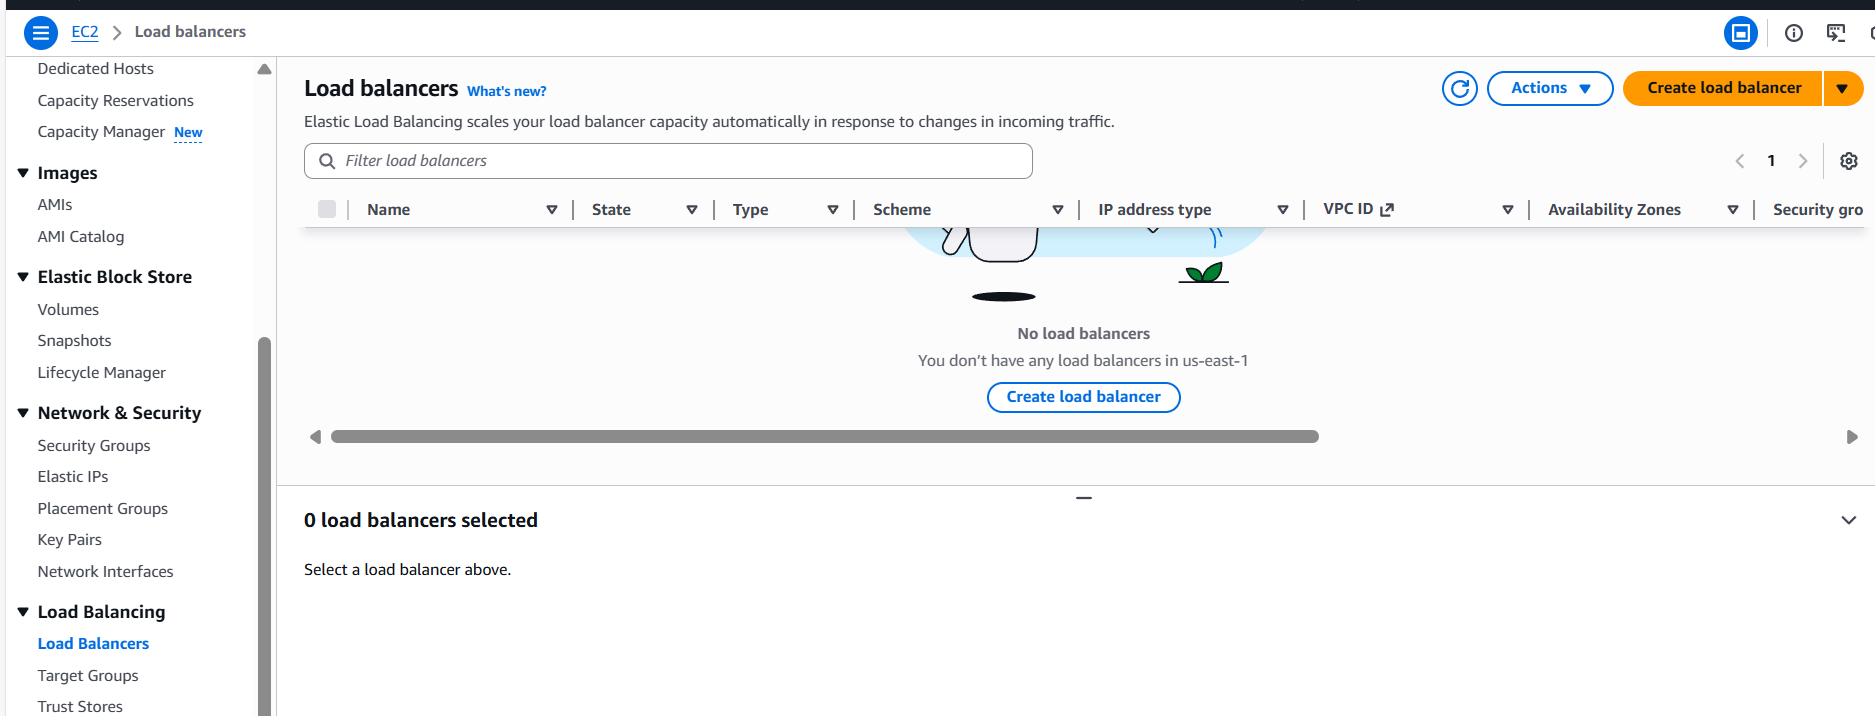 EC2 > Load balancers
Dedicated Hosts
Capacity Reservations
Capacity Manager New
Images
AMIs
AMI Catalog
Elastic Block Store
Volumes
Snapshots
Lifecycle Manager
Network & Security
Security Groups
Elastic IPs
Placement Groups
Key Pairs
Network Interfaces
Load Balancing
Load Balancers
Target Groups
Trust Stores
Load balancers What's new?
Actions
Create load balancer
Elastic Load Balancing scales your load balancer capacity automatically in response to changes in incoming traffic.
Filter load balancers
1
Name State Type Scheme IP address type VPC ID Availability Zones Security gro
No load balancers
You don’t have any load balancers in us-east-1
Create load balancer
0 load balancers selected
Select a load balancer above.